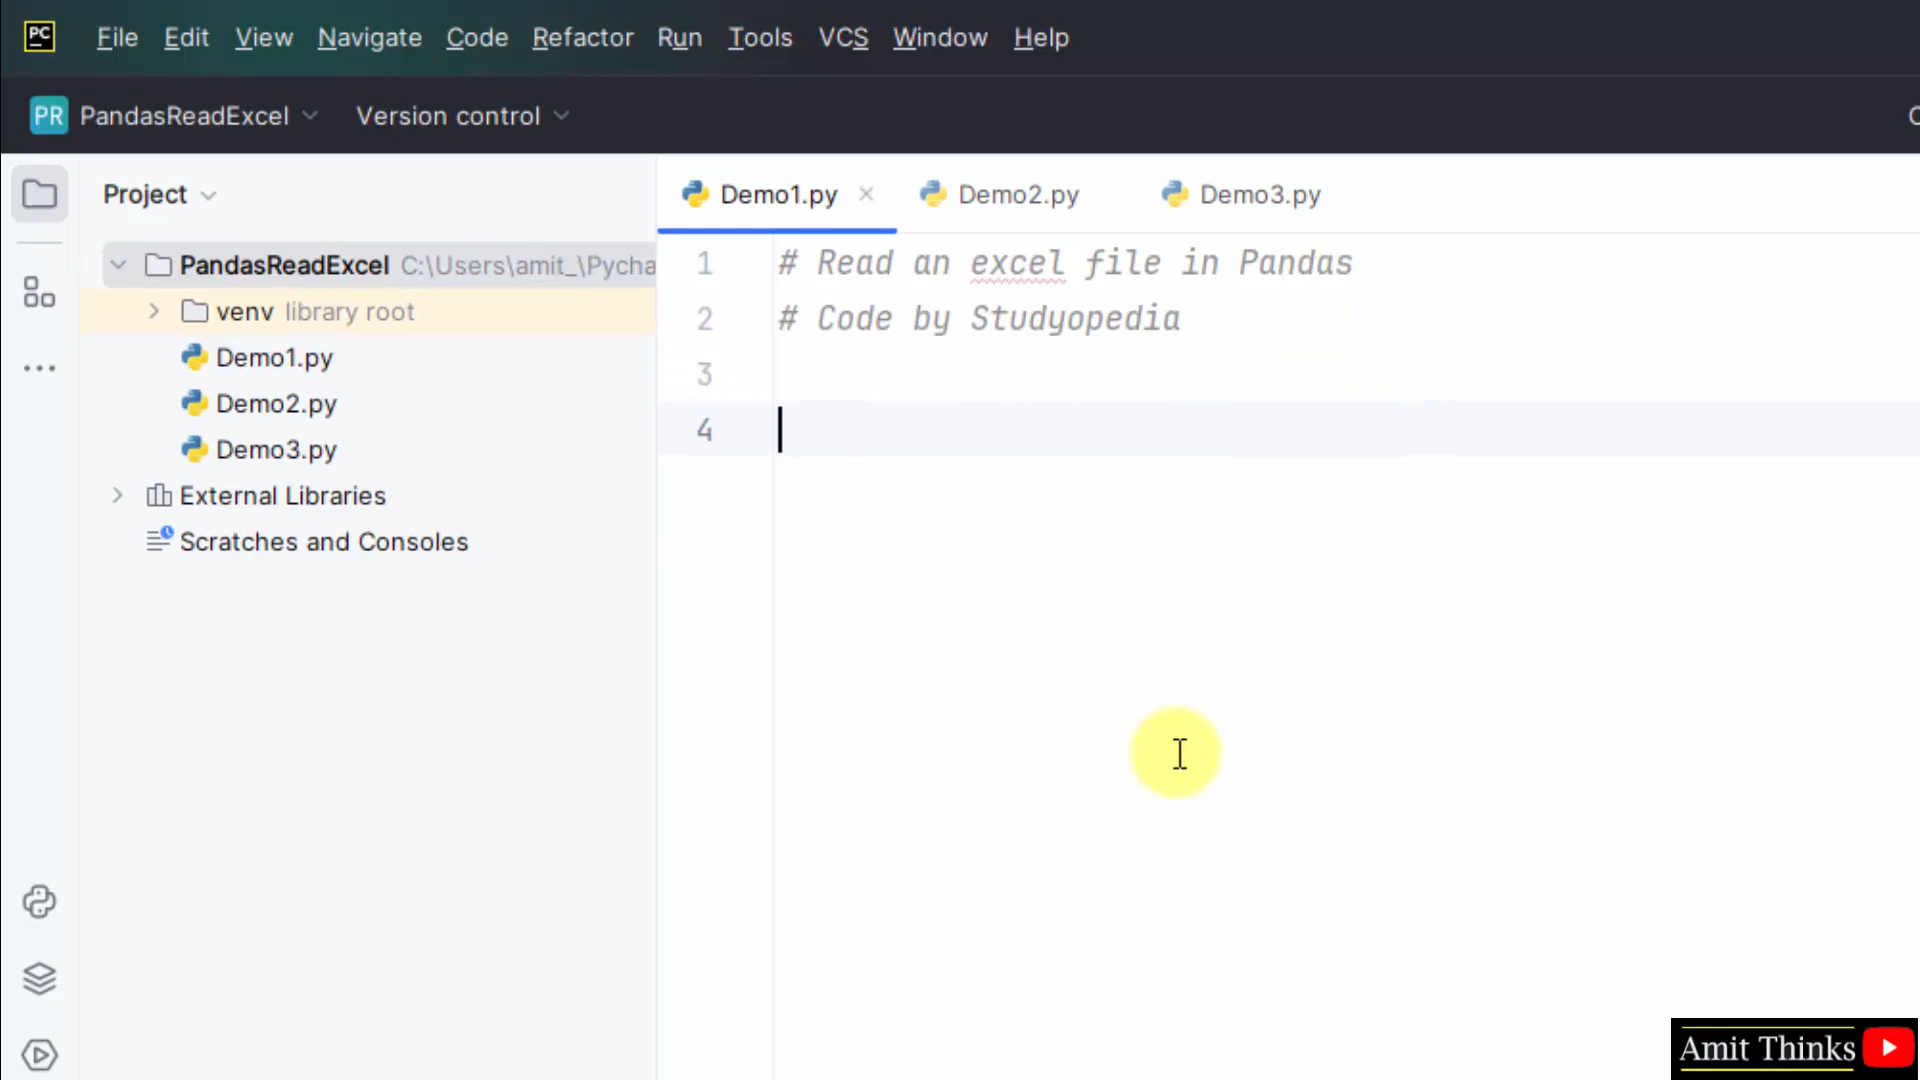 PC File Edit View Navigate Code Refactor Run Tools VCS Window Help
PR PandasReadExcel Version control
Project
PandasReadExcel C:\Users\amit_\Pycha
venv library root
Demo1.py
Demo2.py
Demo3.py
External Libraries
Scratches and Consoles
Demo1.py Demo2.py Demo3.py
1 # Read an excel file in Pandas
2 # Code by Studyopedia
3
4
Amit Thinks